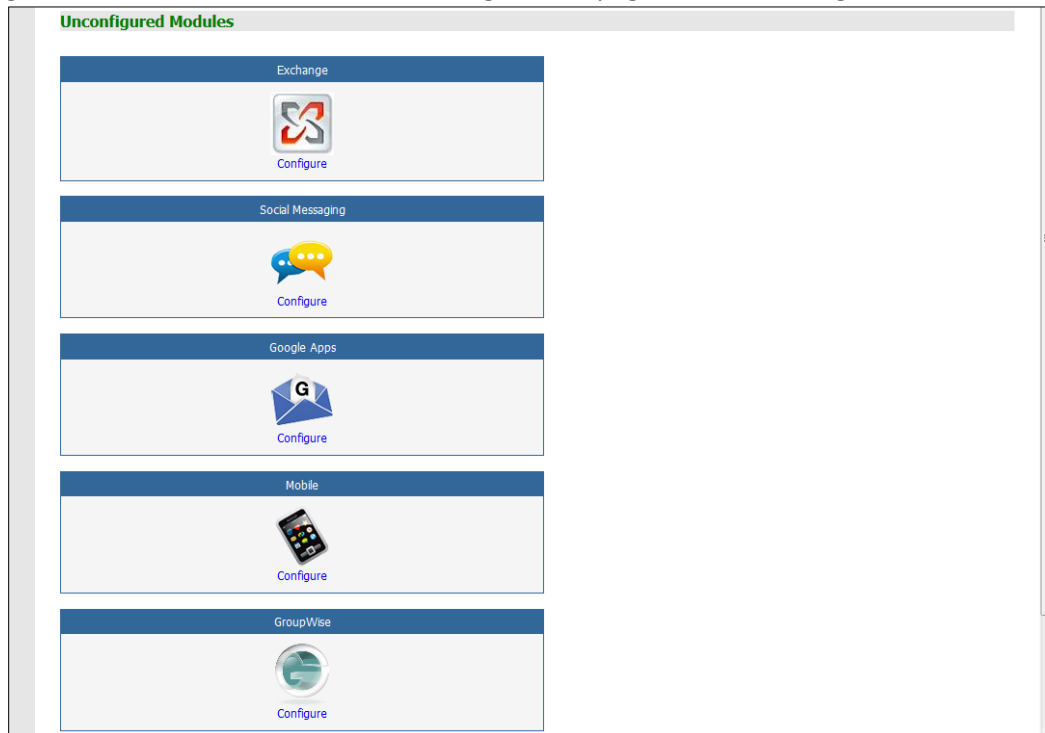 Unconfigured Modules
Exchange
Configure
Social Messaging
Configure
Google Apps
G
Configure
Mobile
Configure
GroupWise
Configure